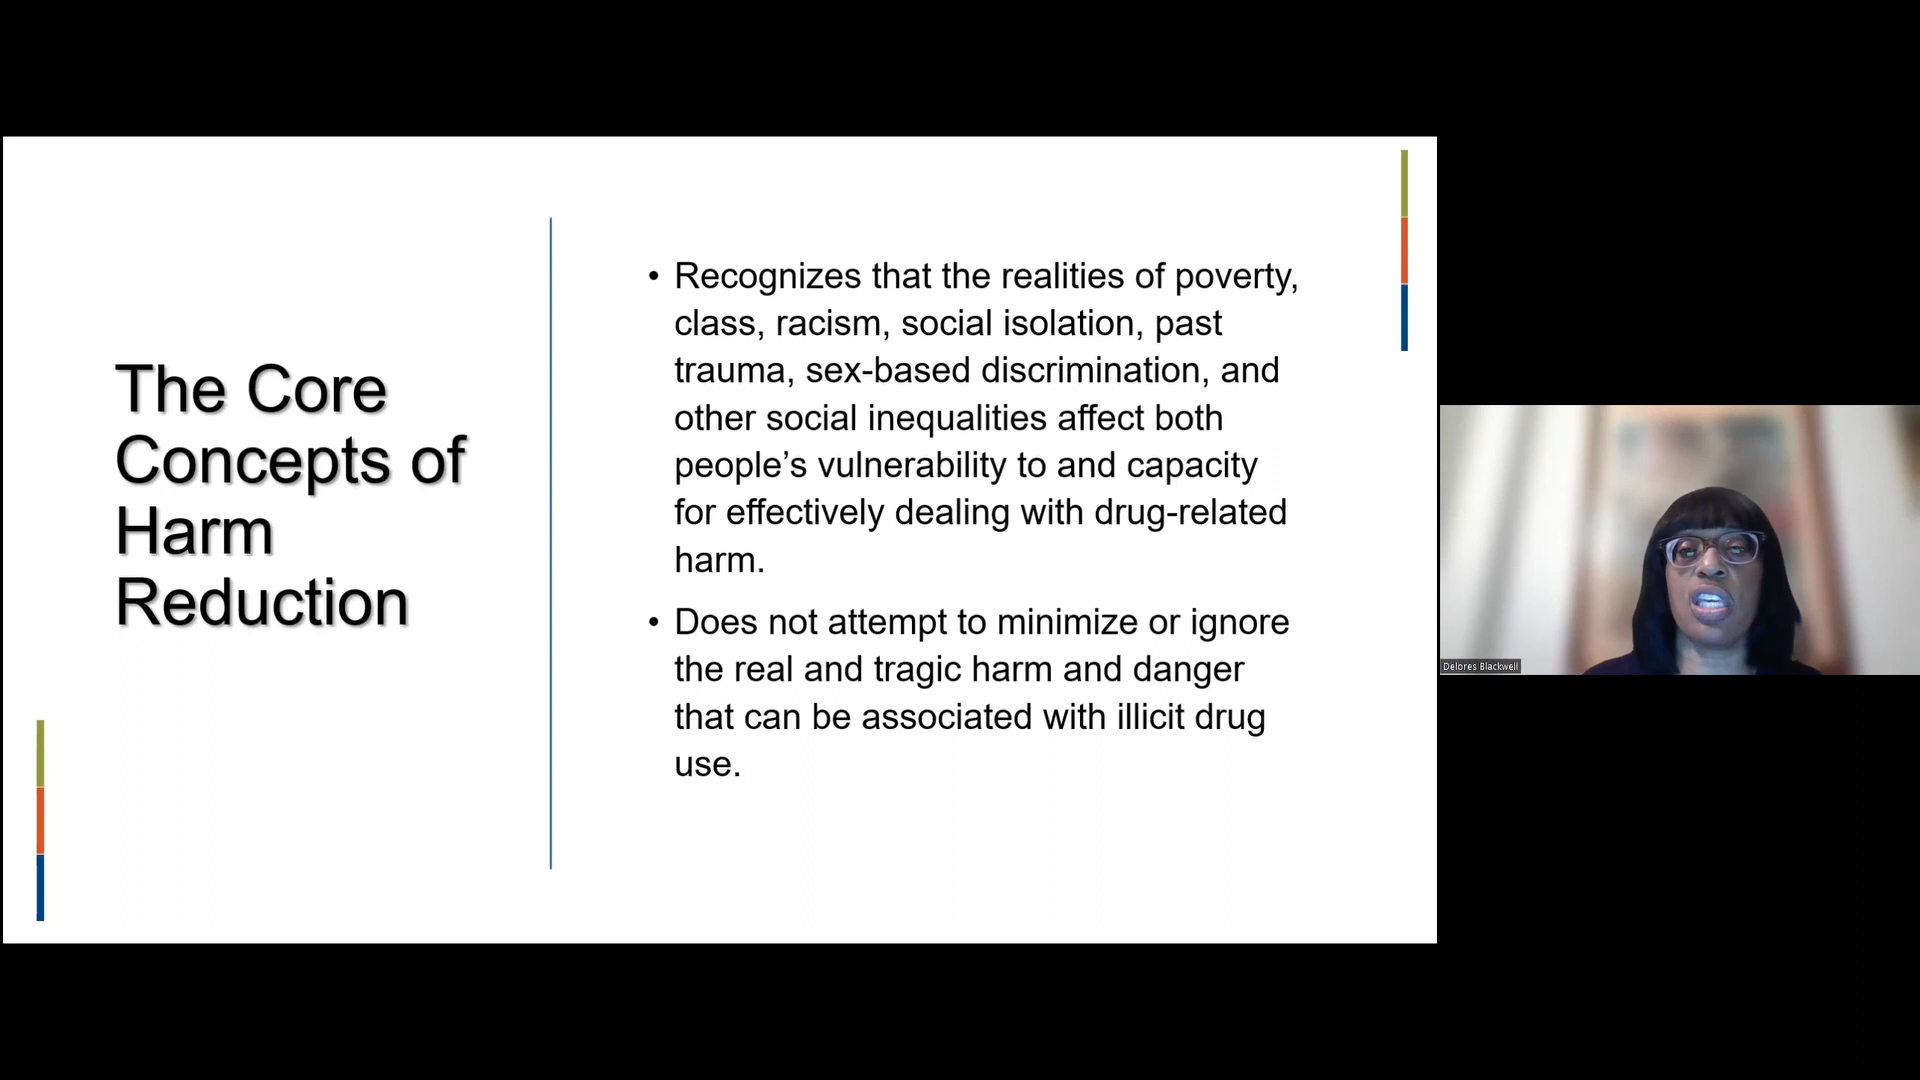 The Core
Concepts of
Harm
Reduction
• Recognizes that the realities of poverty,
class, racism, social isolation, past
trauma, sex-based discrimination, and
other social inequalities affect both
people’s vulnerability to and capacity
for effectively dealing with drug-related
harm.
• Does not attempt to minimize or ignore
the real and tragic harm and danger
that can be associated with illicit drug
use.
Delores Blackwell